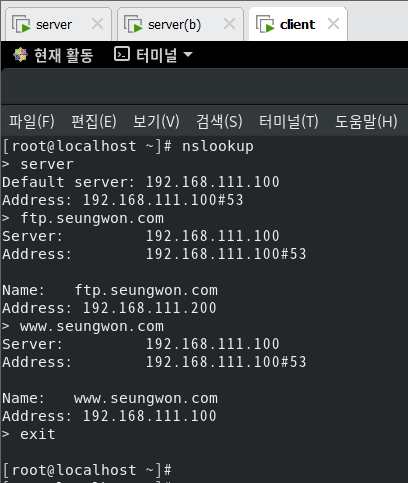 server
server(b)
client
현재 활동
터미널
파일(F) 편집(E) 보기(V) 검색(S) 터미널(T) 도움말(H)
[root@localhost ~]# nslookup
> server
Default server: 192.168.111.100
Address: 192.168.111.100#53
> ftp.seungwon.com
Server:         192.168.111.100
Address:        192.168.111.100#53

Name:   ftp.seungwon.com
Address: 192.168.111.200
> www.seungwon.com
Server:         192.168.111.100
Address:        192.168.111.100#53

Name:   www.seungwon.com
Address: 192.168.111.100
> exit

[root@localhost ~]#